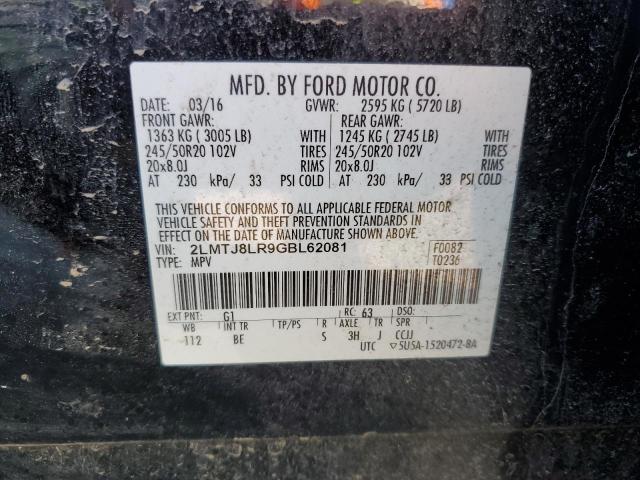 MFD. BY FORD MOTOR CO.
DATE: 03/16 GVWR: 2595 KG ( 5720 LB)
FRONT GAWR: REAR GAWR:
1363 KG ( 3005 LB) WITH 1245 KG ( 2745 LB) WITH
245/50R20 102V TIRES 245/50R20 102V TIRES
20x8.0J RIMS 20x8.0J RIMS
AT 230 kPa/ 33 PSI COLD AT 230 kPa/ 33 PSI COLD
THIS VEHICLE CONFORMS TO ALL APPLICABLE FEDERAL MOTOR
VEHICLE SAFETY AND THEFT PREVENTION STANDARDS IN
EFFECT ON THE DATE OF MANUFACTURE SHOWN ABOVE.
VIN: 2LMTJ8LR9GBL62081 F0082
TYPE: MPV T0236
EXT PNT: G1 RC: 63 DSO:
WB INT TR TP/PS R AXLE TR SPR
112 BE S 3H J CCJJ
UTC ▽5U5A-1520472-8A